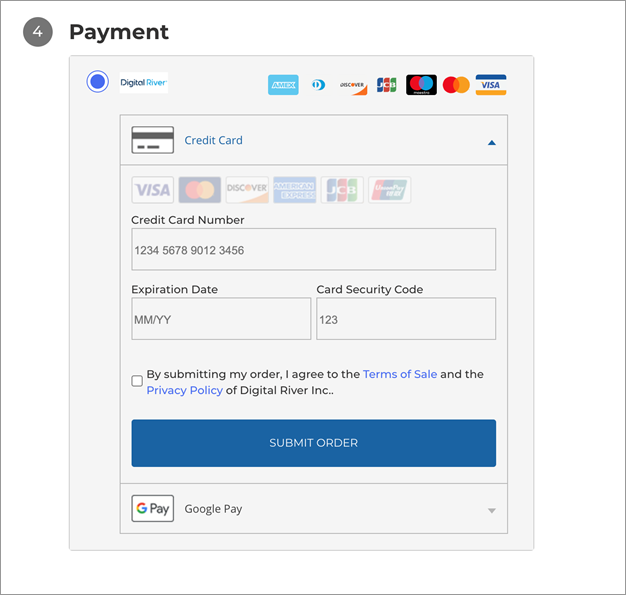 4 Payment
Digital River AMEX DISCOVER JCB maestro VISA
Credit Card
VISA DISCOVER AMERICAN EXPRESS JCB UnionPay
Credit Card Number
1234 5678 9012 3456
Expiration Date Card Security Code
MM/YY 123
By submitting my order, I agree to the Terms of Sale and the
Privacy Policy of Digital River Inc..
SUBMIT ORDER
G Pay Google Pay